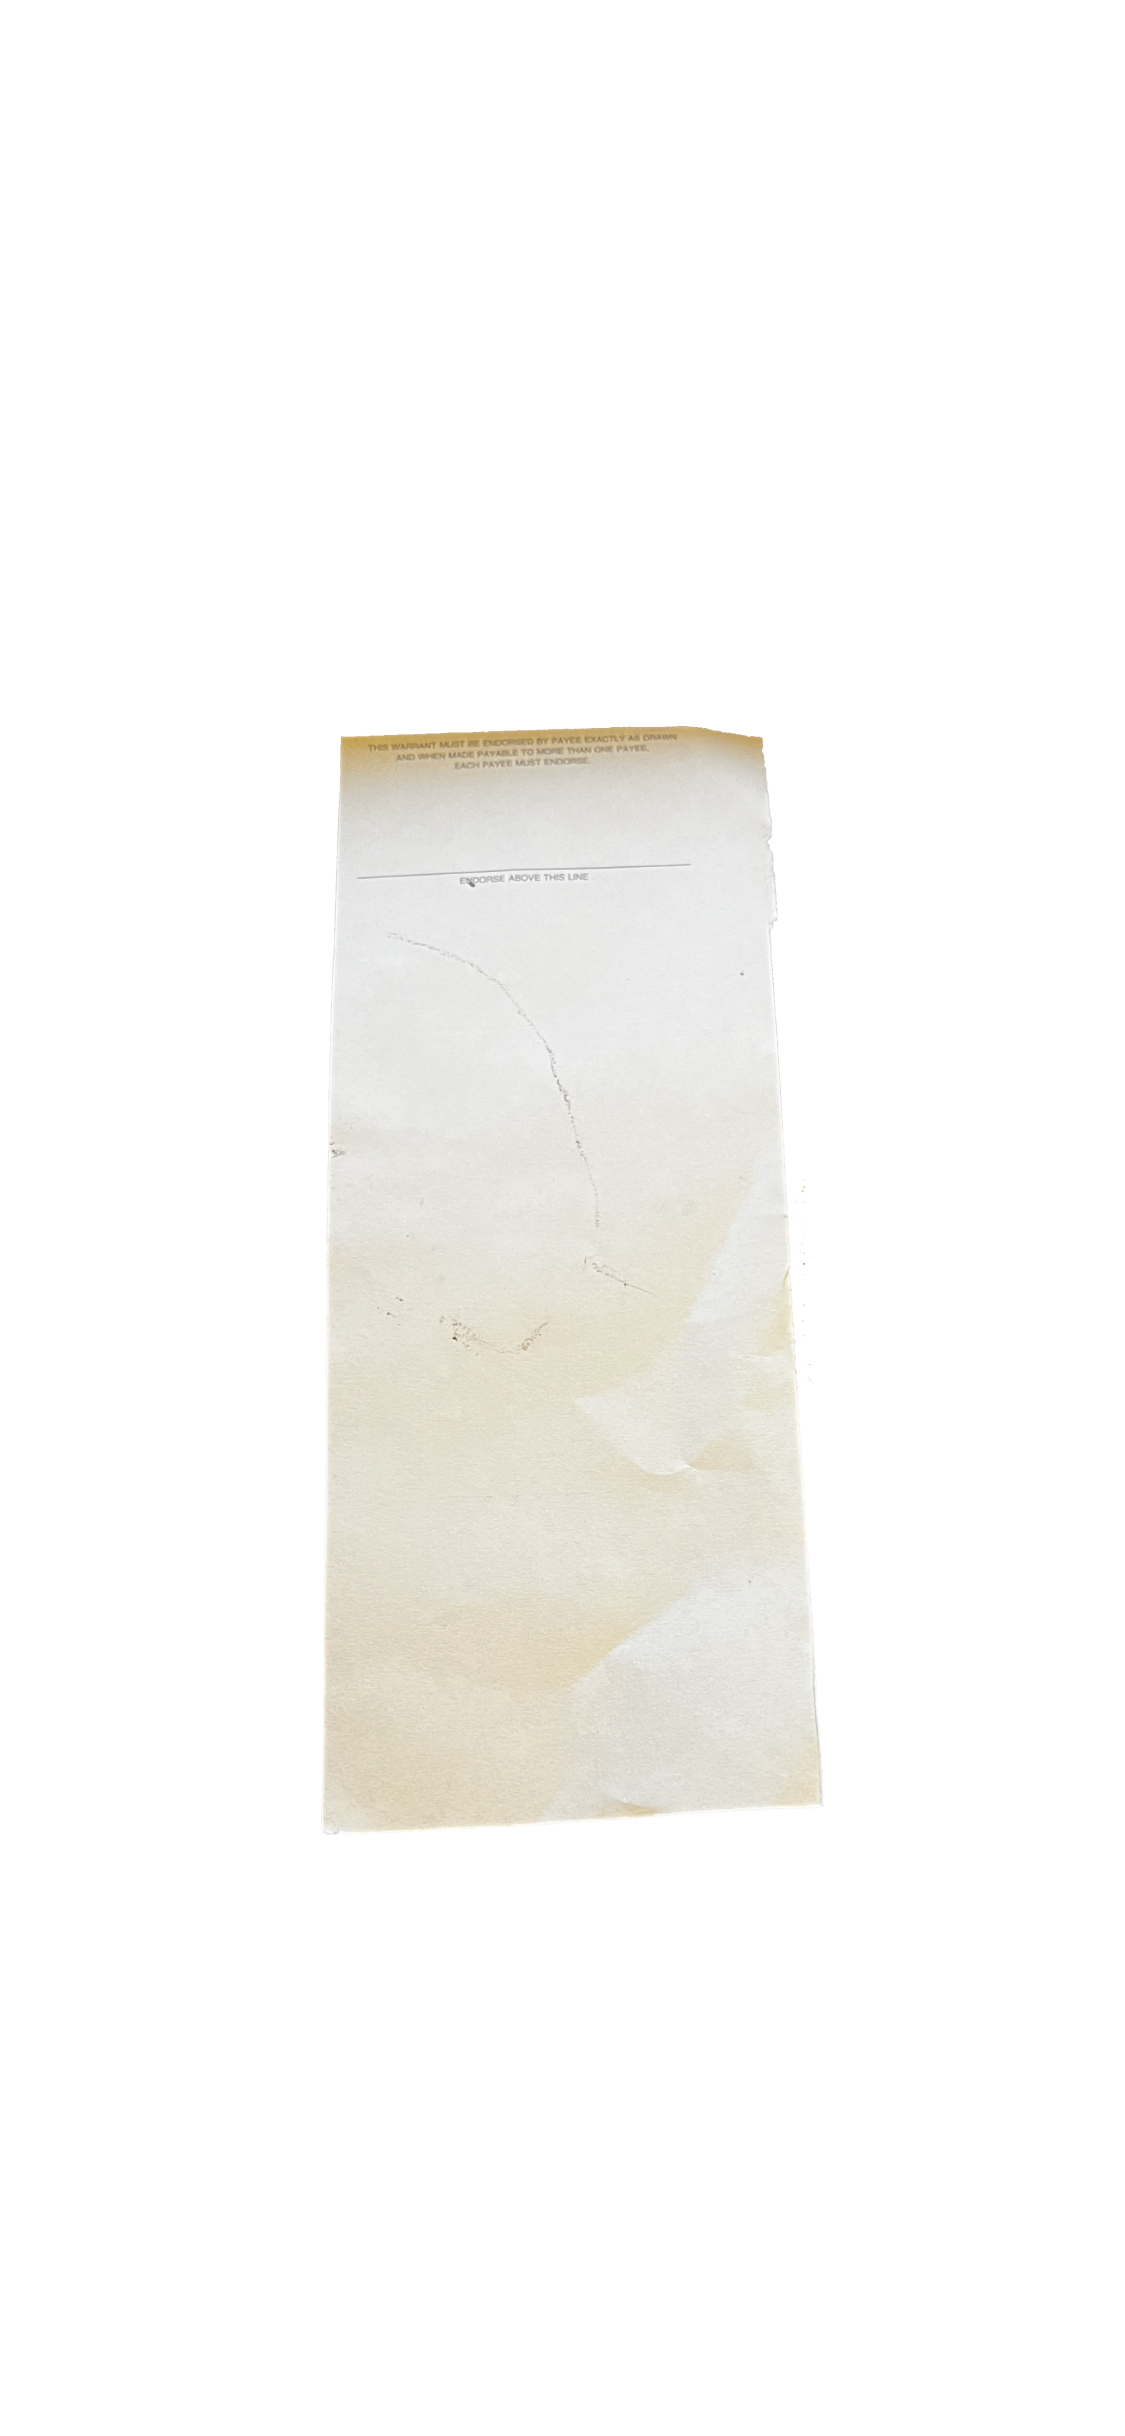 THIS WARRANT MUST BE ENDORSED BY PAYEE EXACTLY AS DRAWN
AND WHEN MADE PAYABLE TO MORE THAN ONE PAYEE,
EACH PAYEE MUST ENDORSE.
ENDORSE ABOVE THIS LINE